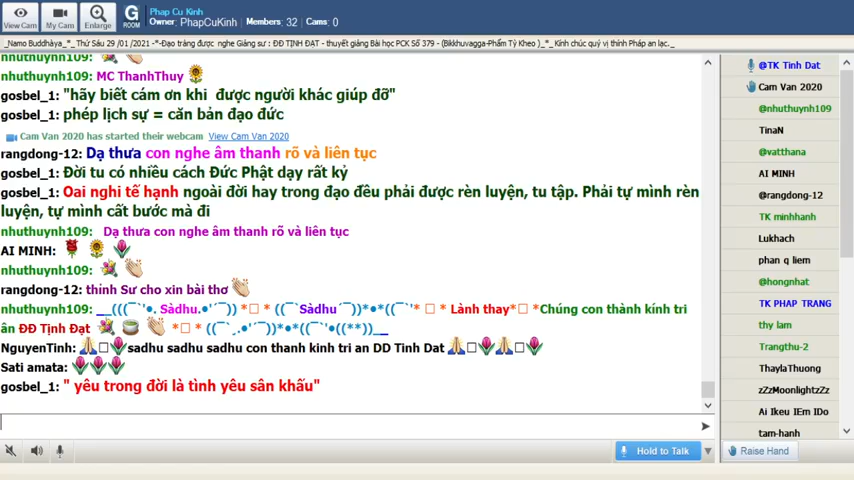 View Cam
My Cam
Enlarge
G
ROOM
Phap Cu Kinh
Owner: PhapCuKinh Members: 32 Cams: 0
_Namo Buddhàya_*_ Thứ Sáu 29 /01 /2021 -*-Đạo tràng được nghe Giảng sư : ĐĐ TỊNH ĐẠT - thuyết giảng Bài học PCK Số 379 - (Bikkhuvagga-Phẩm Tỳ Kheo )_*_ Kính chúc quý vị thính Pháp an lạc._
nhuthuynh109:
nhuthuynh109: MC ThanhThuy
gosbel_1: "hãy biết cám ơn khi được người khác giúp đỡ"
gosbel_1: phép lịch sự = căn bản đạo đức
Cam Van 2020 has started their webcam View Cam Van 2020
rangdong-12: Dạ thưa con nghe âm thanh rõ và liên tục
gosbel_1: Đời tu có nhiều cách Đức Phật dạy rất kỷ
gosbel_1: Oai nghi tế hạnh ngoài đời hay trong đạo đều phải được rèn luyện, tu tập. Phải tự mình rèn
luyện, tự mình cất bước mà đi
nhuthuynh109: Dạ thưa con nghe âm thanh rõ và liên tục
AI MINH:
nhuthuynh109:
rangdong-12: thỉnh Sư cho xin bài thơ
nhuthuynh109: __(((¯`'•. Sàdhu.•'´¯)) *□ * ((¯`Sàdhu´¯))*•*((¯`'* □ * Lành thay*□ *Chúng con thành kính tri
ân ĐĐ Tịnh Đạt *□ * ((¯`¸.•'´¯))*•*((¯`'•((**))__
NguyenTinh: □ sadhu sadhu sadhu con thanh kinh tri an DD Tinh Dat □ □
Sati amata:
gosbel_1: " yêu trong đời là tình yêu sân khấu"
Hold to Talk
@TK Tinh Dat
Cam Van 2020
@nhuthuynh109
TinaN
@vatthana
AI MINH
@rangdong-12
TK minhhanh
Lukhach
phan q liem
@hongnhat
TK PHAP TRANG
thy lam
Trangthu-2
ThaylaThuong
zZzMoonlightzZz
Ai Ikeu IEm IDo
tam-hanh
Raise Hand